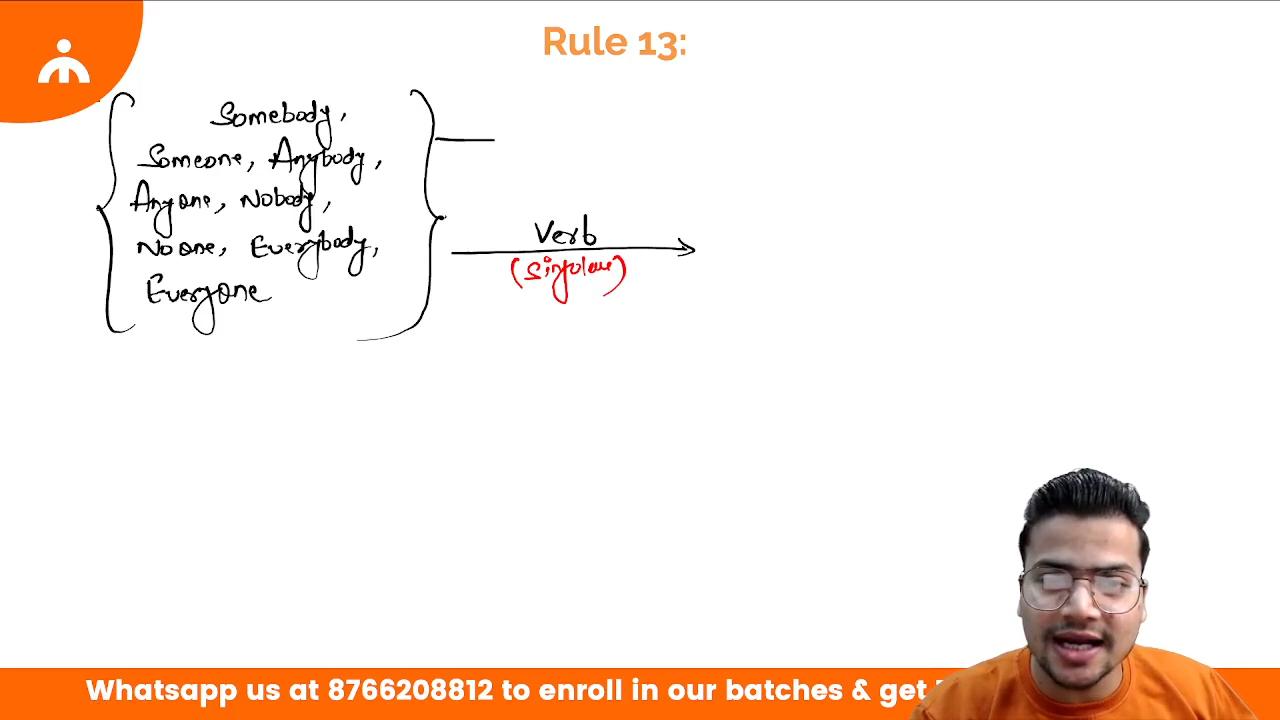 Rule 13:
Somebody,
Someone, Anybody,
Anyone, Nobody,
No one, Everybody,
Everyone
Verb
(Singular)
Whatsapp us at 8766208812 to enroll in our batches & get